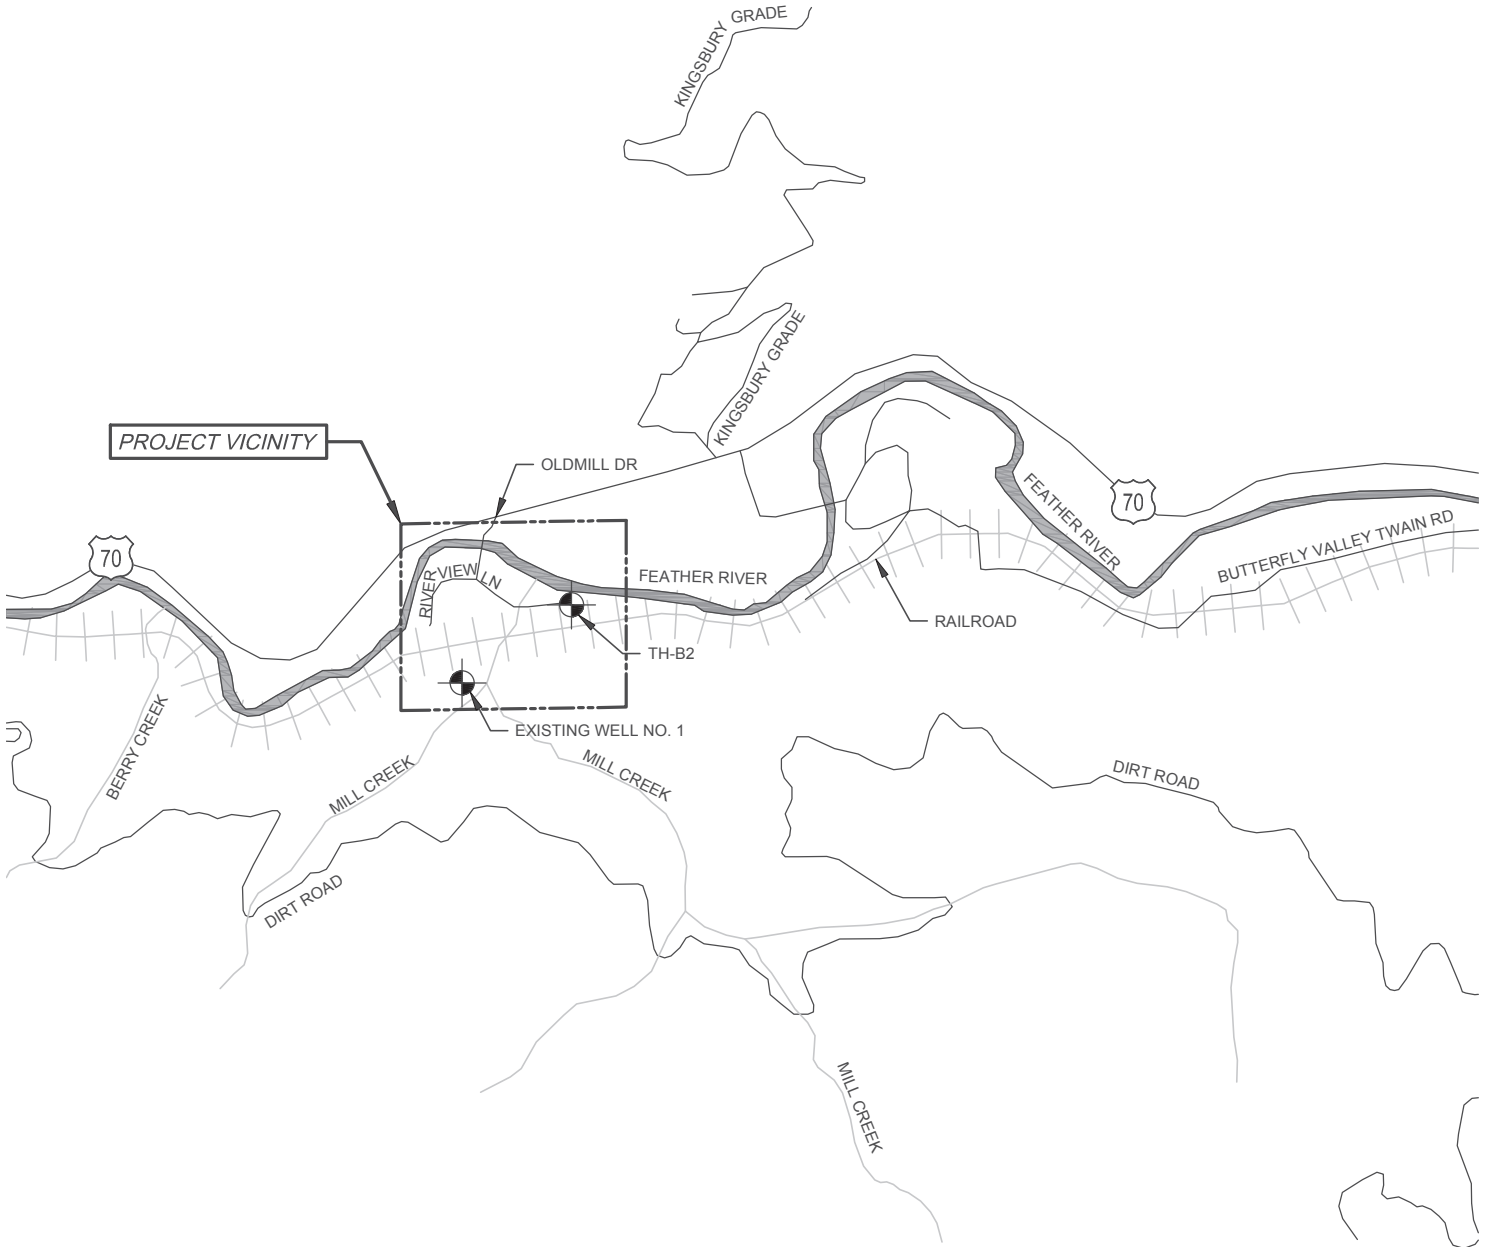 KINGSBURY GRADE
KINGSBURY GRADE
PROJECT VICINITY
OLDMILL DR
70
70
FEATHER RIVER
BUTTERFLY VALLEY TWAIN RD
RIVER VIEW LN
FEATHER RIVER
RAILROAD
TH-B2
EXISTING WELL NO. 1
BERRY CREEK
MILL CREEK
MILL CREEK
DIRT ROAD
DIRT ROAD
MILL CREEK